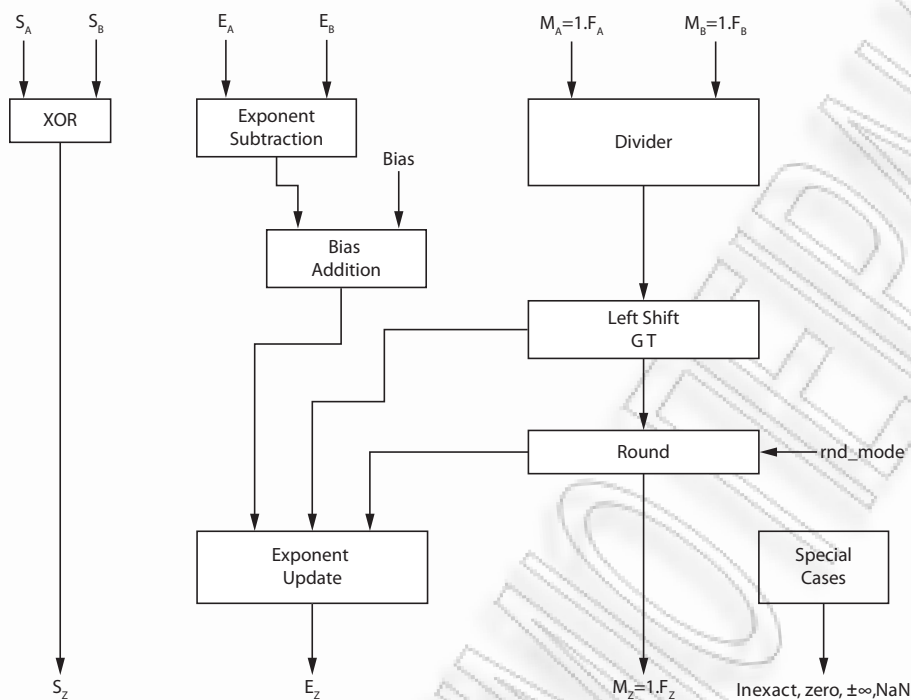 S_A S_B E_A E_B M_A=1.F_A M_B=1.F_B
XOR
Exponent
Subtraction
Divider
Bias
Bias
Addition
Left Shift
G T
Round
rnd_mode
Exponent
Update
Special
Cases
S_Z E_Z M_Z=1.F_Z Inexact, zero, ±∞,NaN